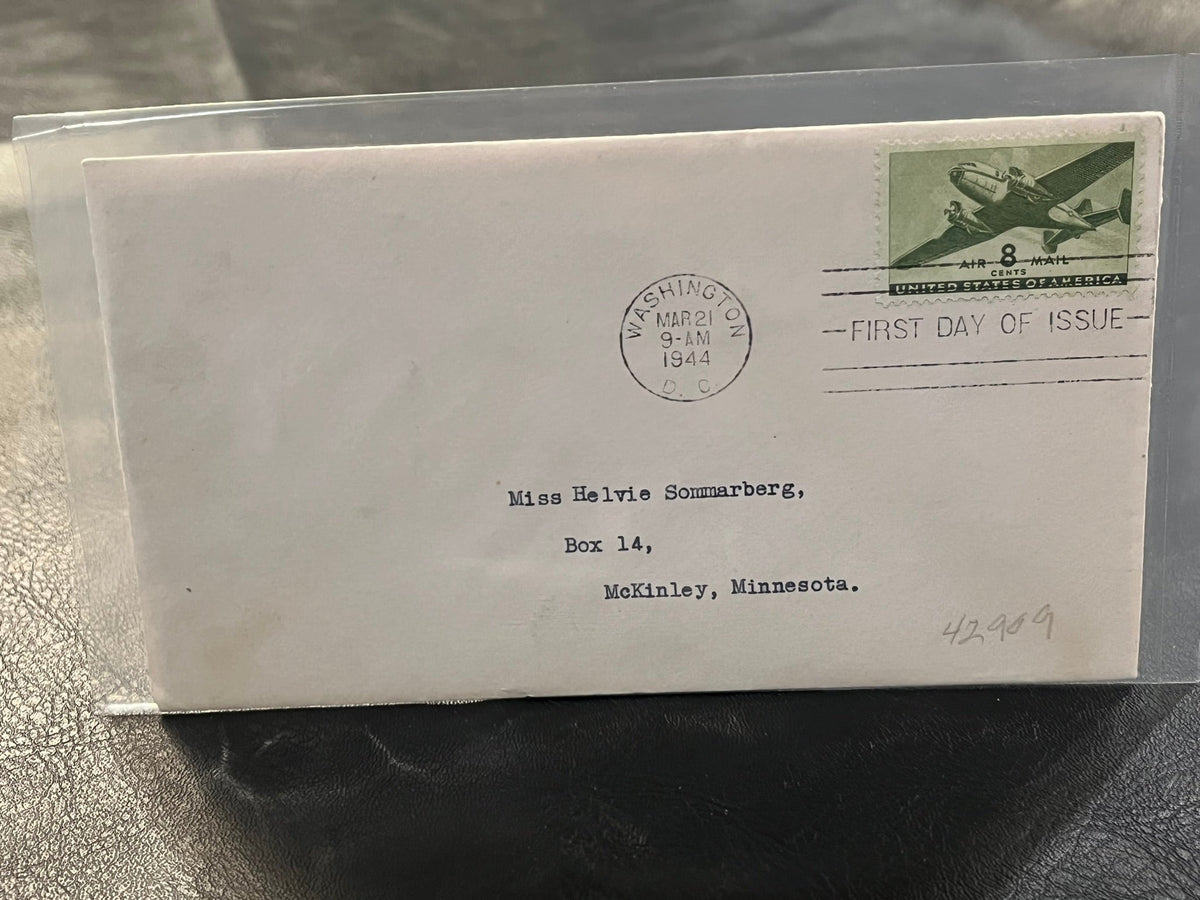 AIR 8 MAIL
CENTS
UNITED STATES OF AMERICA
WASHINGTON
MAR 21
9-AM
1944
D. C.
FIRST DAY OF ISSUE
Miss Helvie Sommarberg,
Box 14,
McKinley, Minnesota.
42909